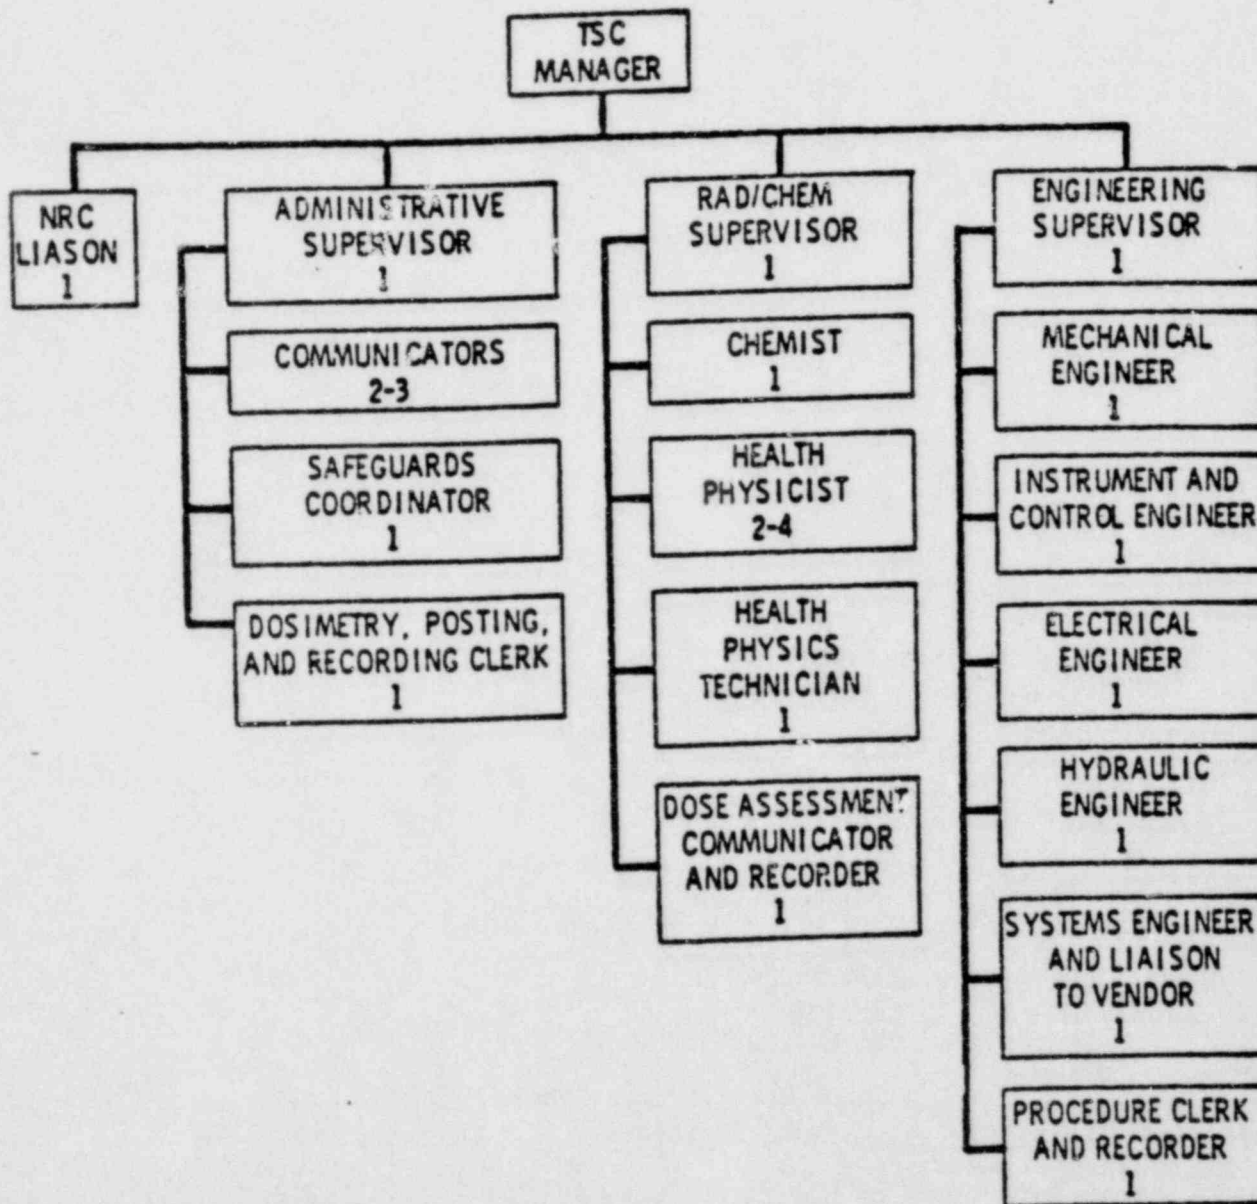 TSC
MANAGER
NRC
LIASON
1
ADMINISTRATIVE
SUPERVISOR
1
COMMUNICATORS
2-3
SAFEGUARDS
COORDINATOR
1
DOSIMETRY, POSTING,
AND RECORDING CLERK
1
RAD/CHEM
SUPERVISOR
1
CHEMIST
1
HEALTH
PHYSICIST
2-4
HEALTH
PHYSICS
TECHNICIAN
1
DOSE ASSESSMENT
COMMUNICATOR
AND RECORDER
1
ENGINEERING
SUPERVISOR
1
MECHANICAL
ENGINEER
1
INSTRUMENT AND
CONTROL ENGINEER
1
ELECTRICAL
ENGINEER
1
HYDRAULIC
ENGINEER
1
SYSTEMS ENGINEER
AND LIAISON
TO VENDOR
1
PROCEDURE CLERK
AND RECORDER
1